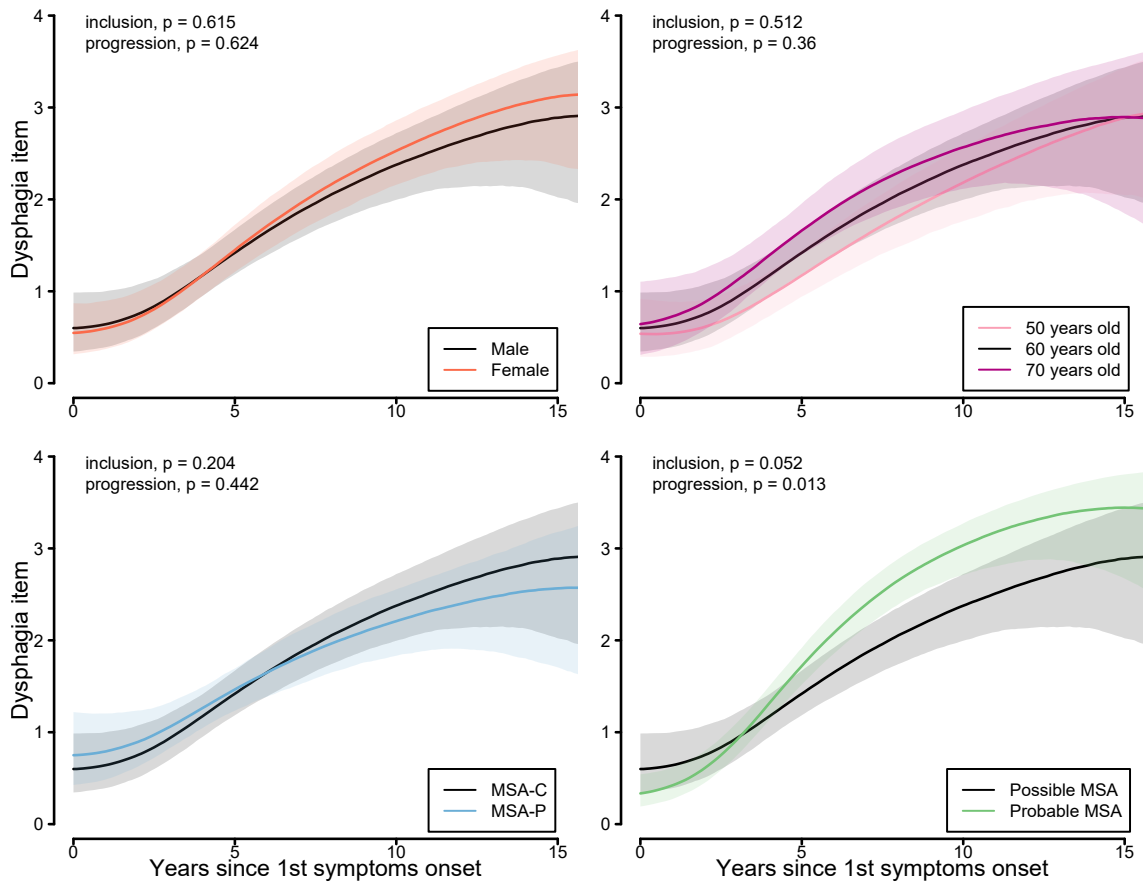 inclusion, p = 0.615
progression, p = 0.624
Dysphagia item
4
3
2
1
0
Male
Female
0
5
10
15
inclusion, p = 0.512
progression, p = 0.36
4
3
2
1
0
50 years old
60 years old
70 years old
0
5
10
15
inclusion, p = 0.204
progression, p = 0.442
Dysphagia item
4
3
2
1
0
MSA-C
MSA-P
0
5
10
15
Years since 1st symptoms onset
inclusion, p = 0.052
progression, p = 0.013
4
3
2
1
0
Possible MSA
Probable MSA
0
5
10
15
Years since 1st symptoms onset